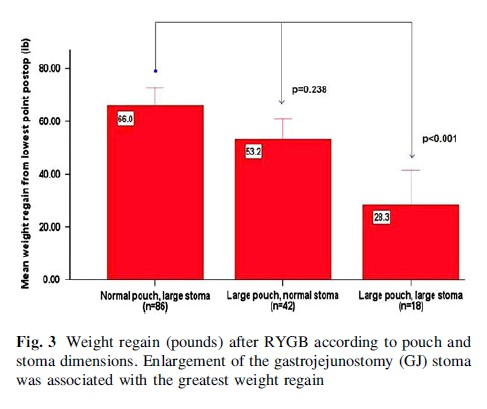 Mean weight regain from lowest point postop (lb)
80.00
60.00
40.00
20.00
0.00
66.0
53.2
28.3
p=0.238
p<0.001
Normal pouch, large stoma
(n=86)
Large pouch, normal stoma
(n=42)
Large pouch, large stoma
(n=18)
Fig. 3 Weight regain (pounds) after RYGB according to pouch and
stoma dimensions. Enlargement of the gastrojejunostomy (GJ) stoma
was associated with the greatest weight regain